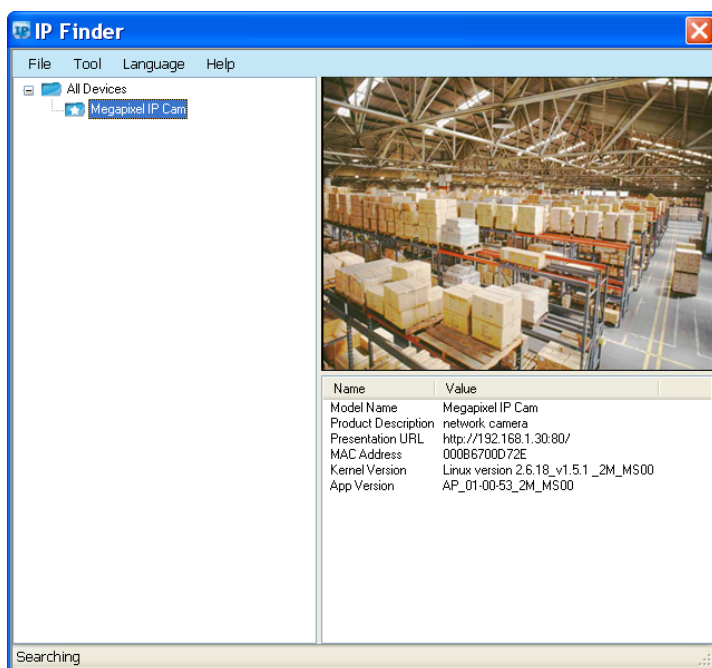 IP IP Finder
File Tool Language Help
All Devices
Megapixel IP Cam
Name Value
Model Name Megapixel IP Cam
Product Description network camera
Presentation URL http://192.168.1.30:80/
MAC Address 000B6700D72E
Kernel Version Linux version 2.6.18_v1.5.1 _2M_MS00
App Version AP_01-00-53_2M_MS00
Searching